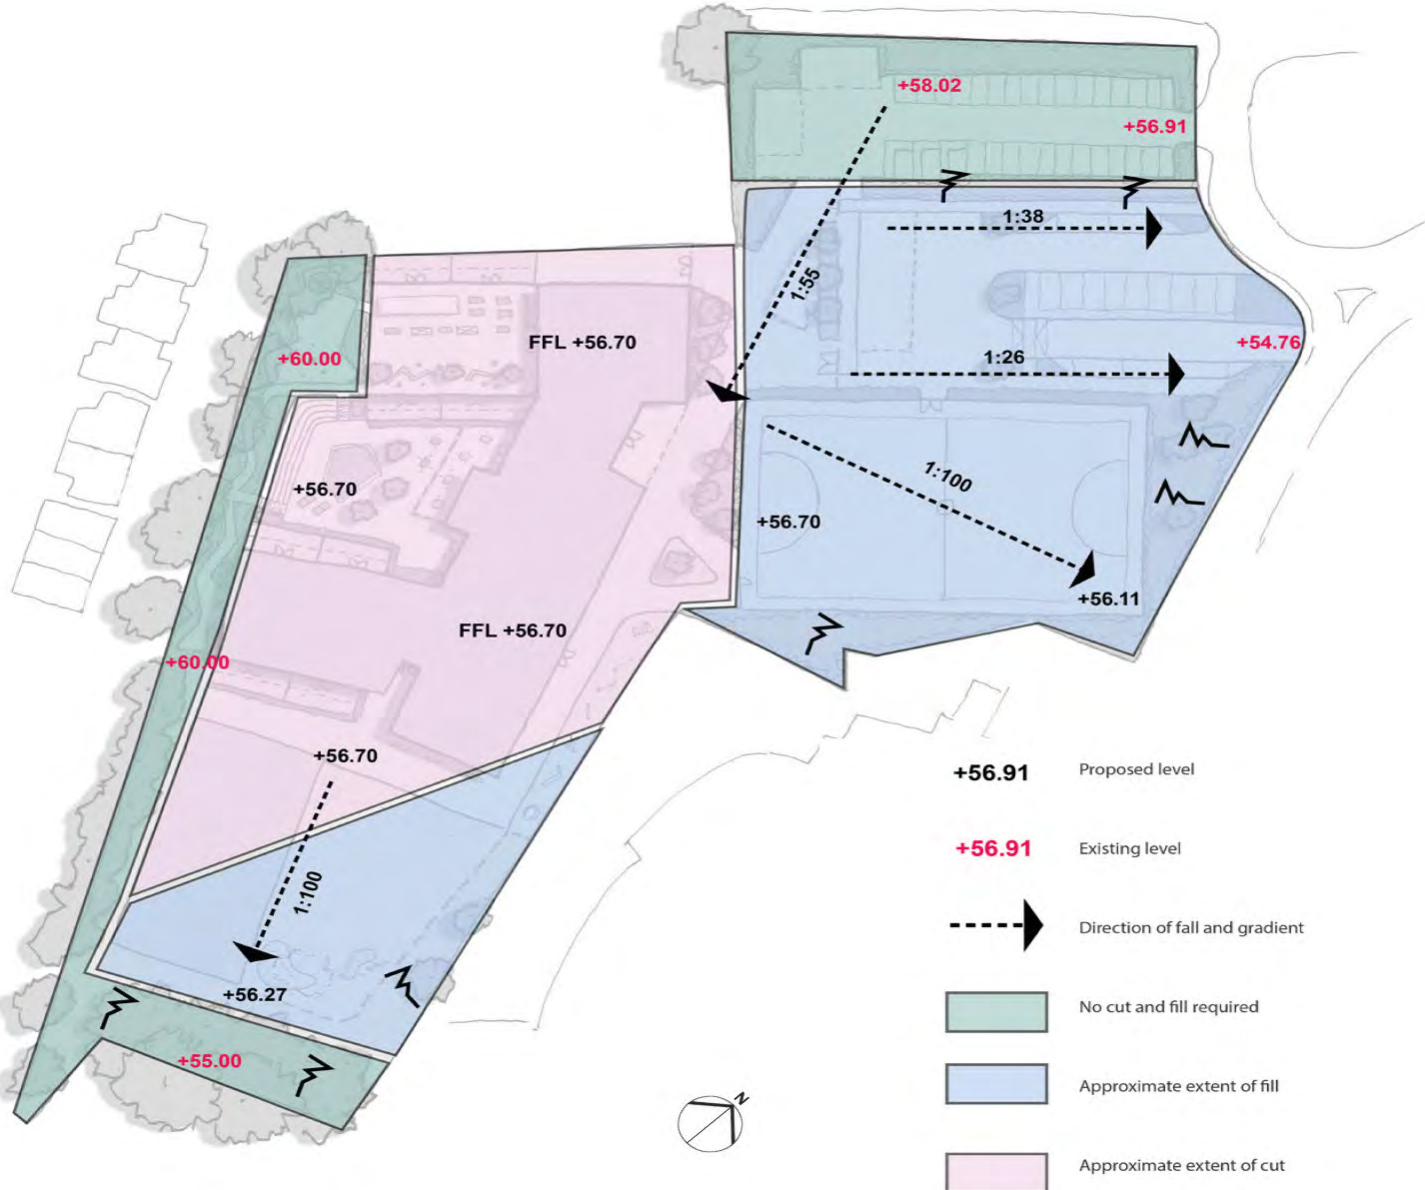 +58.02
+56.91
1:38
1:55
FFL +56.70
+60.00
+54.76
1:26
1:100
+56.70
+56.70
+56.11
FFL +56.70
+60.00
+56.70
1:100
+56.27
+55.00
N
+56.91 Proposed level
+56.91 Existing level
Direction of fall and gradient
No cut and fill required
Approximate extent of fill
Approximate extent of cut